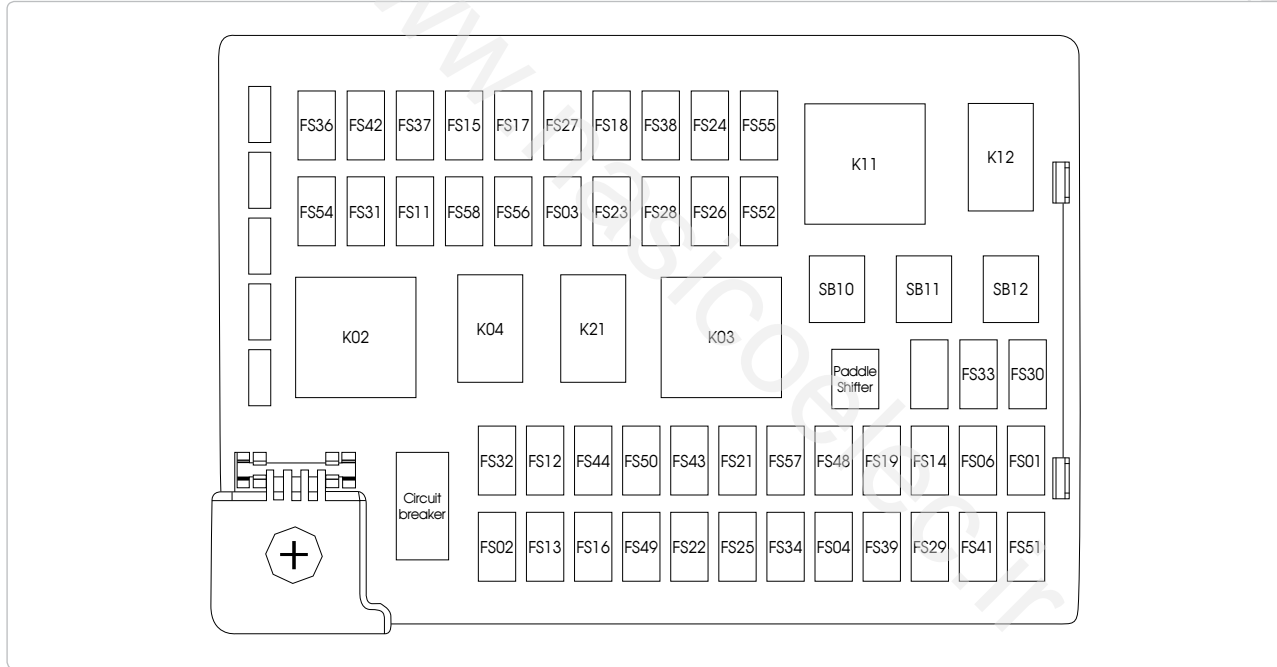 www.nasicoelec.ir
FS36 FS42 FS37 FS15 FS17 FS27 FS18 FS38 FS24 FS55
K11
K12
FS54 FS31 FS11 FS58 FS56 FS03 FS23 FS28 FS26 FS52
SB10 SB11 SB12
K02
K04
K21
K03
Paddle
Shifter
FS33 FS30
FS32 FS12 FS44 FS50 FS43 FS21 FS57 FS48 FS19 FS14 FS06 FS01
Circuit
breaker
FS02 FS13 FS16 FS49 FS22 FS25 FS34 FS04 FS39 FS29 FS41 FS51